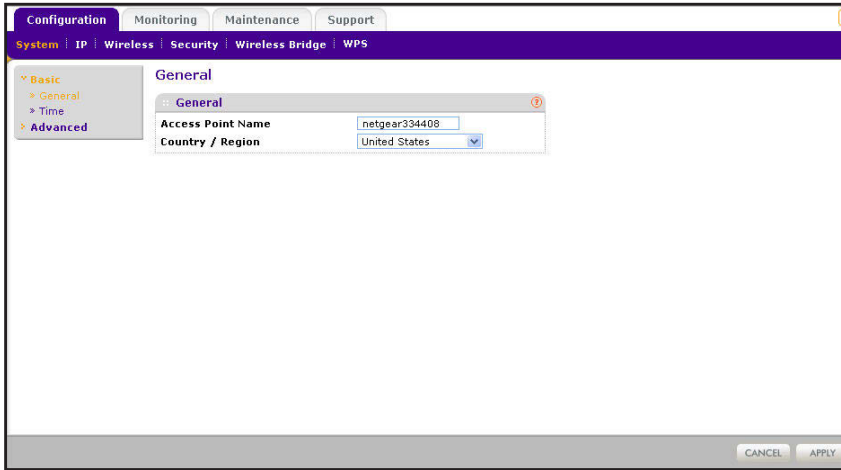 Configuration Monitoring Maintenance Support
System IP Wireless Security Wireless Bridge WPS
Basic
General
Time
Advanced
General
General
Access Point Name netgear334408
Country / Region United States
CANCEL APPLY